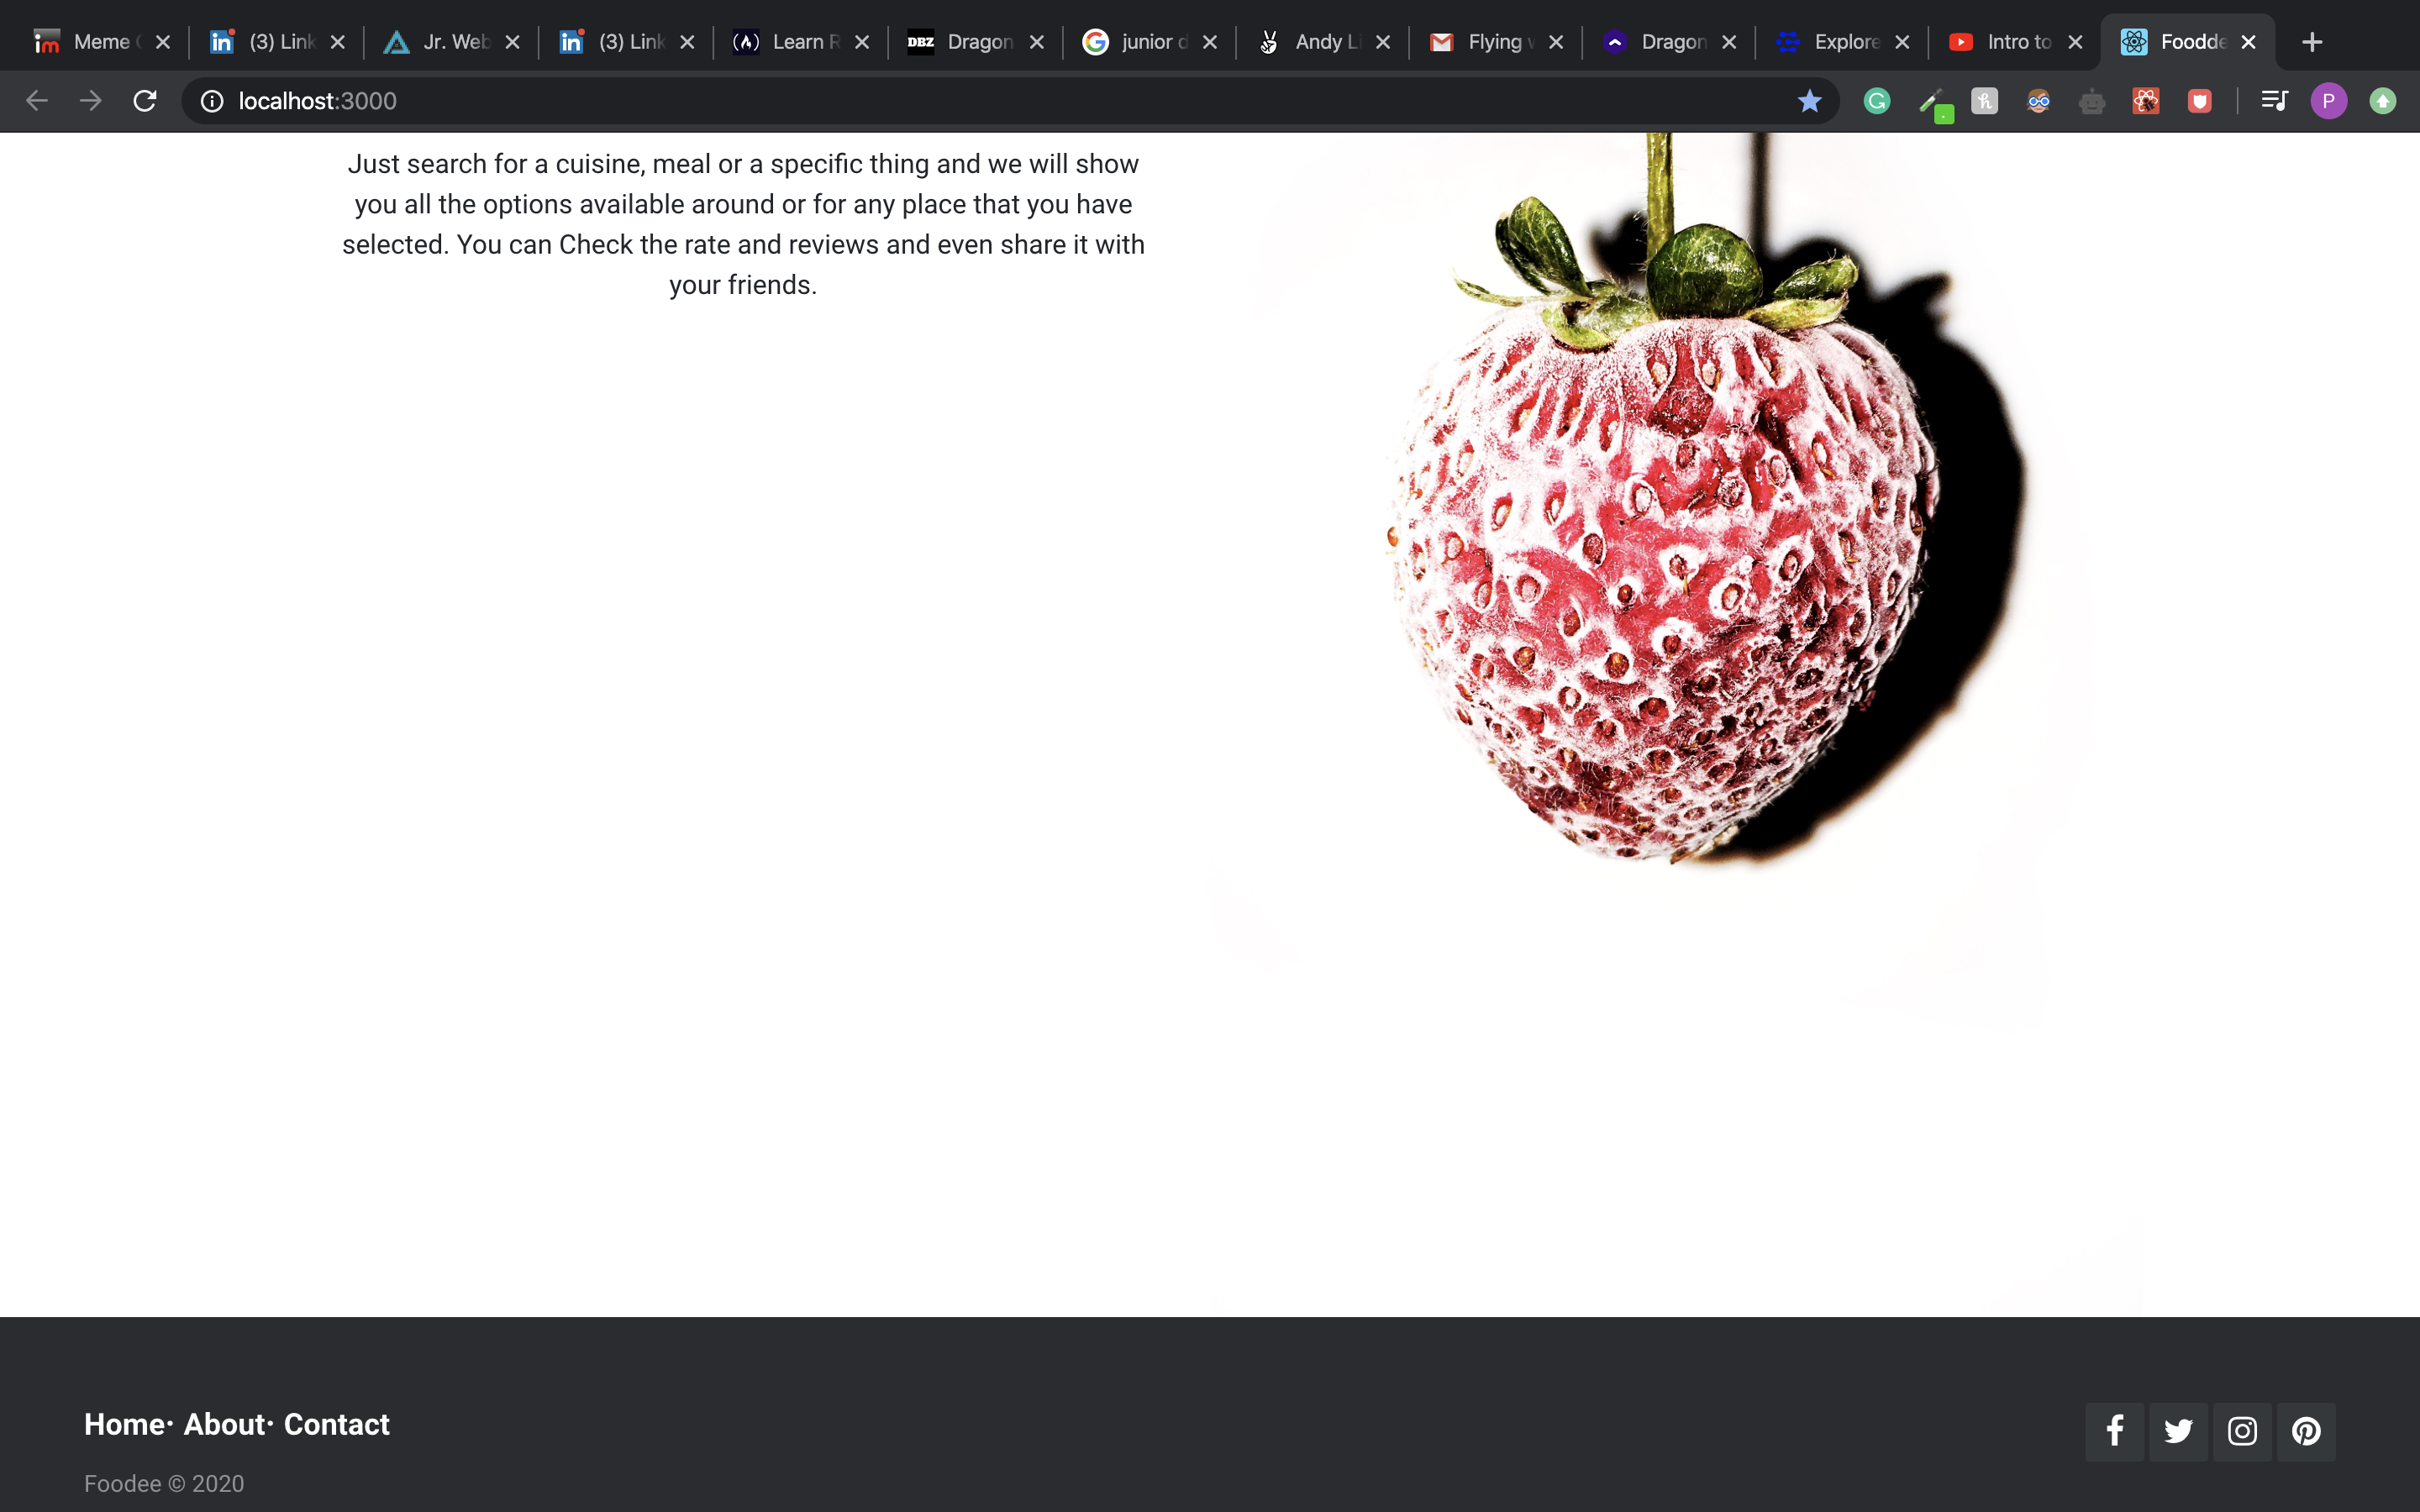 Meme
(3) Link
Jr. Web
(3) Link
Learn R
DBZ Dragon
junior d
Andy Li
Flying
Dragon
Explore
Intro to
Foodde
localhost:3000
P
Just search for a cuisine, meal or a specific thing and we will show
you all the options available around or for any place that you have
selected. You can Check the rate and reviews and even share it with
your friends.
Home· About· Contact
Foodee © 2020